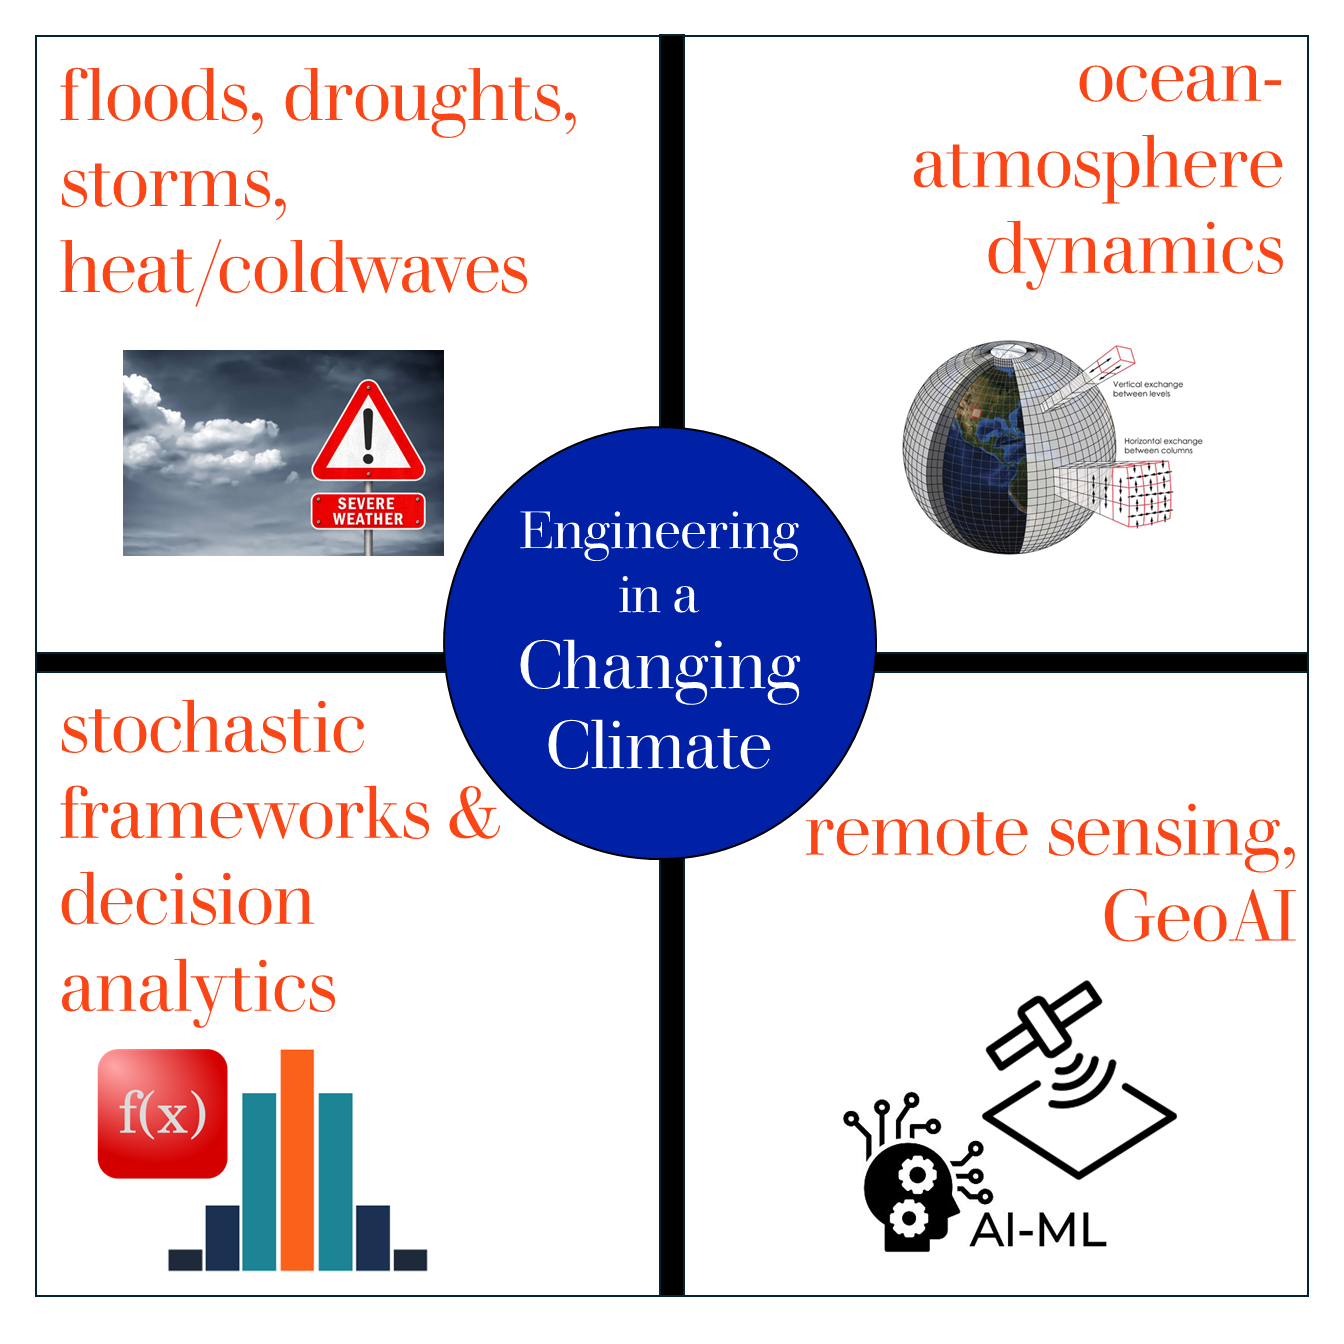 floods, droughts,
storms,
heat/coldwaves
SEVERE
WEATHER
ocean-
atmosphere
dynamics
Vertical exchange
between levels
Horizontal exchange
between columns
Engineering
in a
Changing
Climate
stochastic
frameworks &
decision
analytics
f(x)
remote sensing,
GeoAI
AI-ML